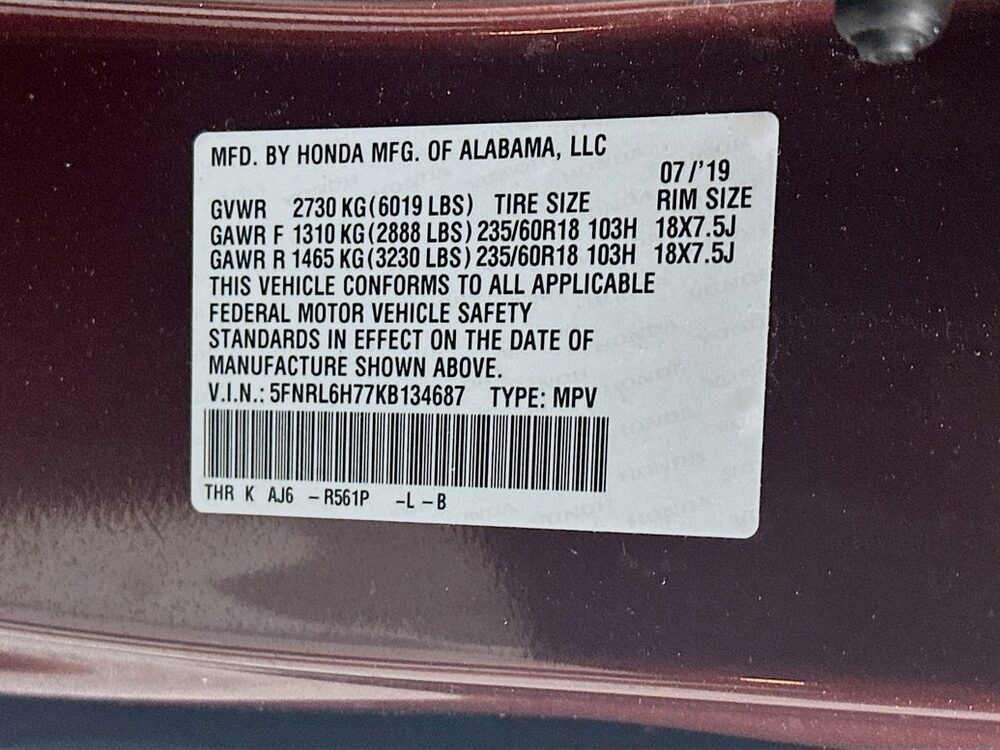 MFD. BY HONDA MFG. OF ALABAMA, LLC
07/'19
GVWR 2730 KG(6019 LBS) TIRE SIZE RIM SIZE
GAWR F 1310 KG(2888 LBS) 235/60R18 103H 18X7.5J
GAWR R 1465 KG(3230 LBS) 235/60R18 103H 18X7.5J
THIS VEHICLE CONFORMS TO ALL APPLICABLE
FEDERAL MOTOR VEHICLE SAFETY
STANDARDS IN EFFECT ON THE DATE OF
MANUFACTURE SHOWN ABOVE.
V.I.N.: 5FNRL6H77KB134687 TYPE: MPV
THR K AJ6 -R561P -L -B